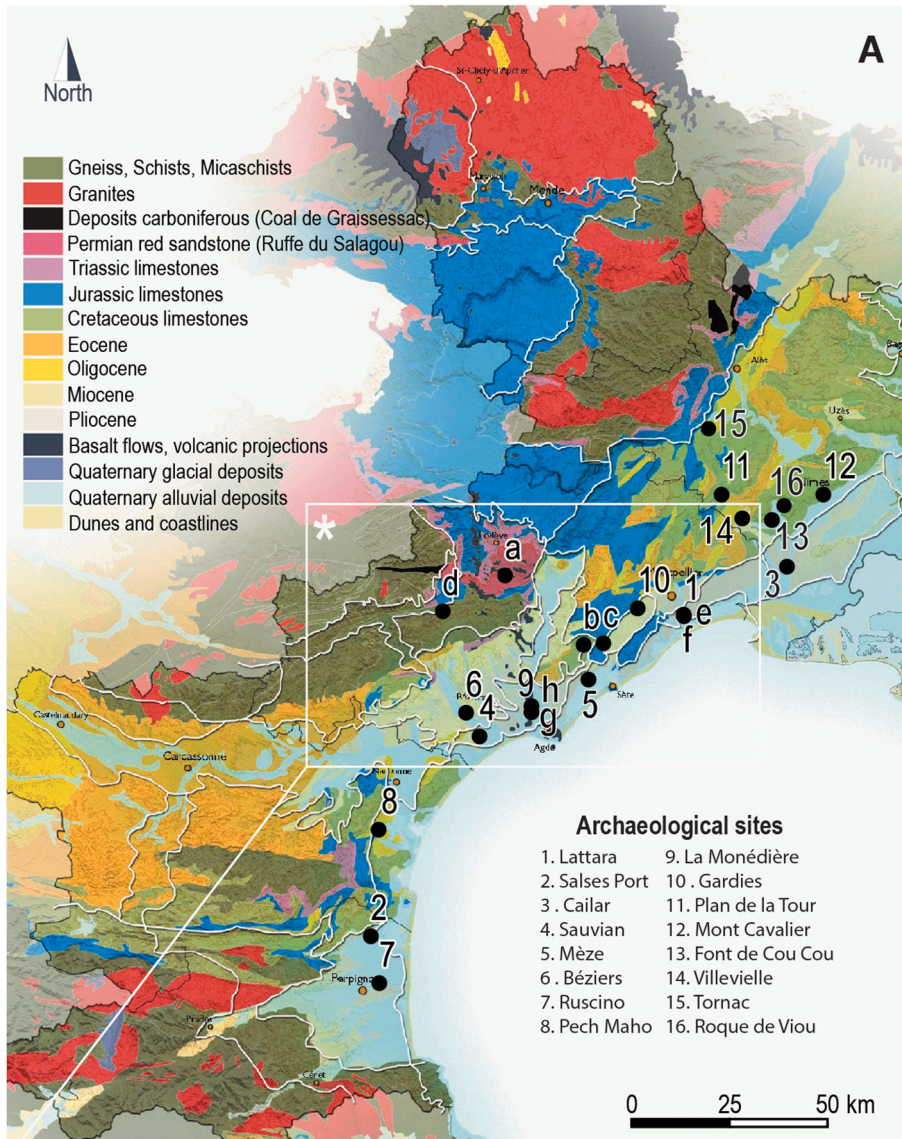 A
North
St-Chély-d'Apcher
Gneiss, Schists, Micaschists
Granites
Deposits carboniferous (Coal de Graissessac)
Permian red sandstone (Ruffe du Salagou)
Triassic limestones
Jurassic limestones
Cretaceous limestones
Eocene
Oligocene
Miocene
Pliocene
Basalt flows, volcanic projections
Quaternary glacial deposits
Quaternary alluvial deposits
Dunes and coastlines
Mende
Alès
Uzès
15
11
16
12
14
13
3
*
a
d
10
1
b
c
e
f
5
Sète
6
4
9
h
g
Agde
Castelnaudary
Carcassonne
8
2
7
Prades
Céret
Archaeological sites
1. Lattara
2. Salses Port
3 . Cailar
4. Sauvian
5. Mèze
6 . Béziers
7. Ruscino
8. Pech Maho
9. La Monédière
10 . Gardies
11. Plan de la Tour
12. Mont Cavalier
13. Font de Cou Cou
14. Villevielle
15. Tornac
16. Roque de Viou
0 25 50 km